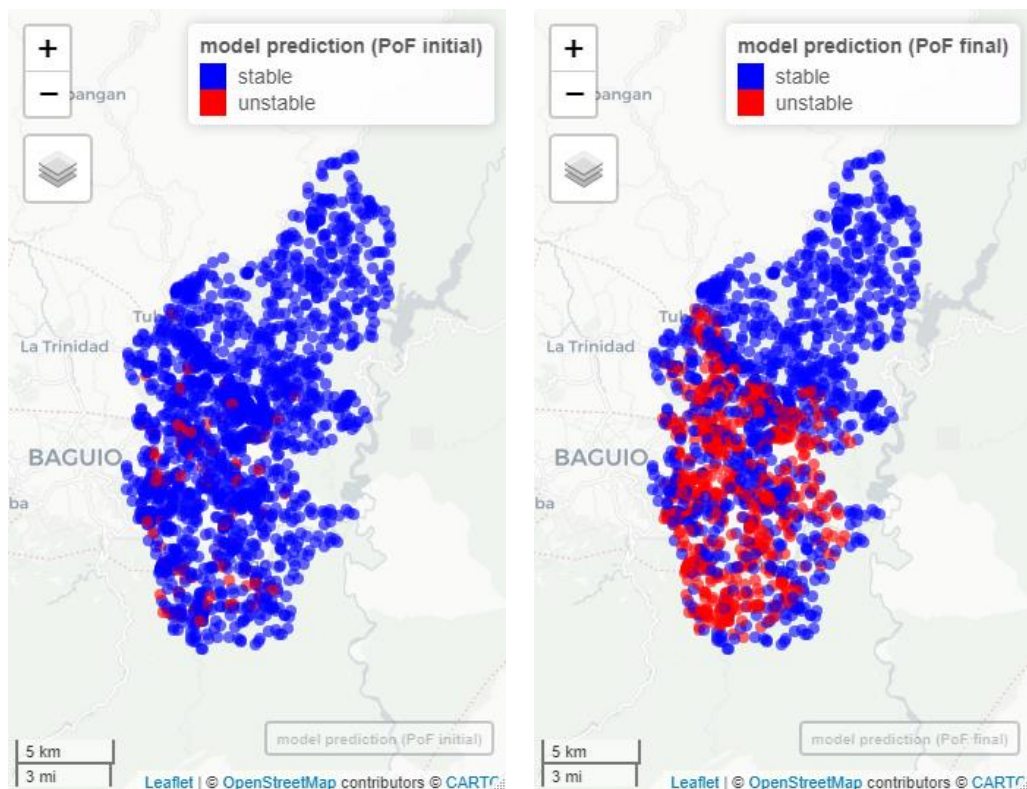 +
−
pangan
model prediction (PoF initial)
stable
unstable
Tub
La Trinidad
BAGUIO
ba
model prediction (PoF initial)
5 km
3 mi
Leaflet | © OpenStreetMap contributors © CARTO
+
−
pangan
model prediction (PoF final)
stable
unstable
Tub
La Trinidad
BAGUIO
ba
model prediction (PoF final)
5 km
3 mi
Leaflet | © OpenStreetMap contributors © CARTO